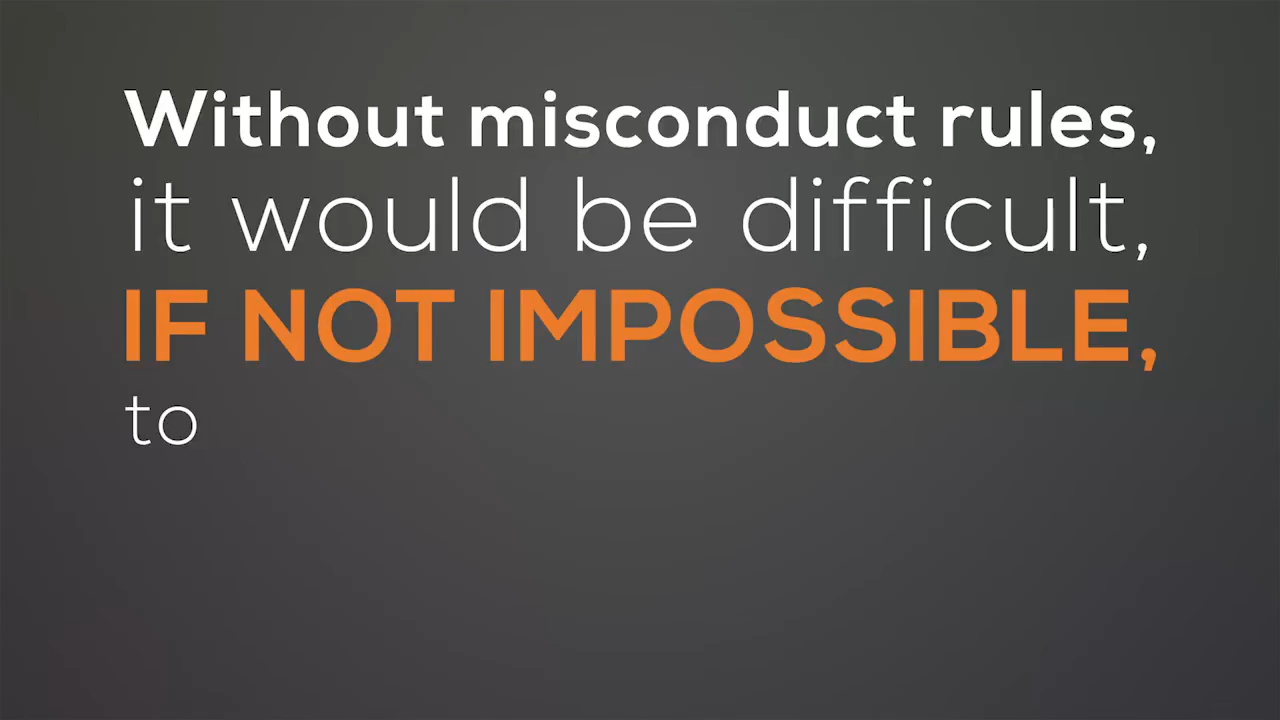 Without misconduct rules,
it would be difficult,
IF NOT IMPOSSIBLE,
to